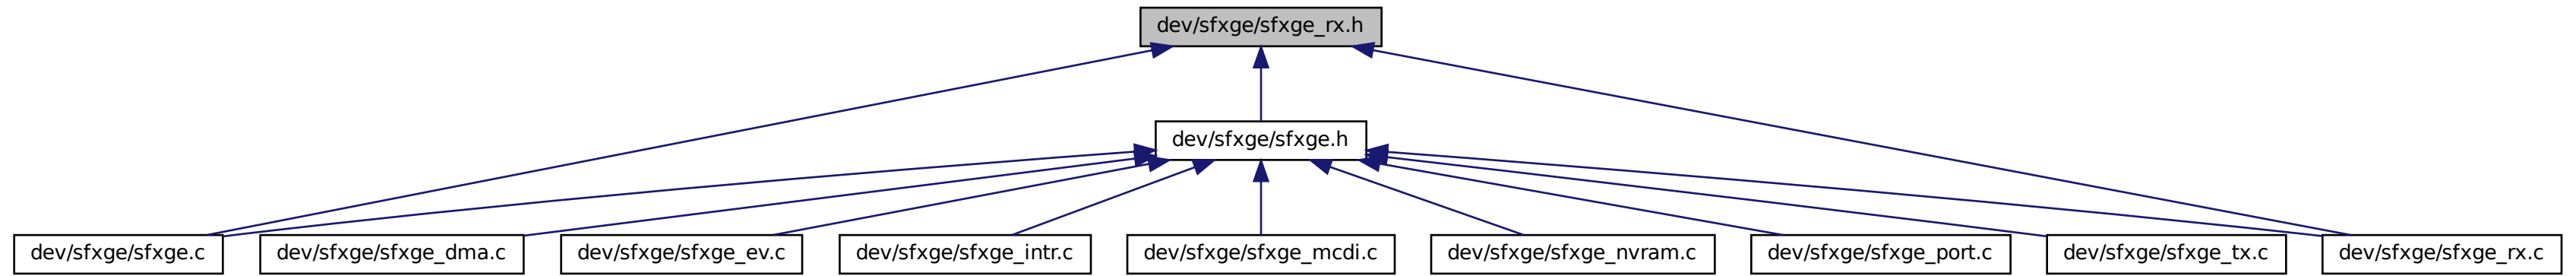 dev/sfxge/sfxge_rx.h
dev/sfxge/sfxge.h
dev/sfxge/sfxge.c
dev/sfxge/sfxge_dma.c
dev/sfxge/sfxge_ev.c
dev/sfxge/sfxge_intr.c
dev/sfxge/sfxge_mcdi.c
dev/sfxge/sfxge_nvram.c
dev/sfxge/sfxge_port.c
dev/sfxge/sfxge_tx.c
dev/sfxge/sfxge_rx.c